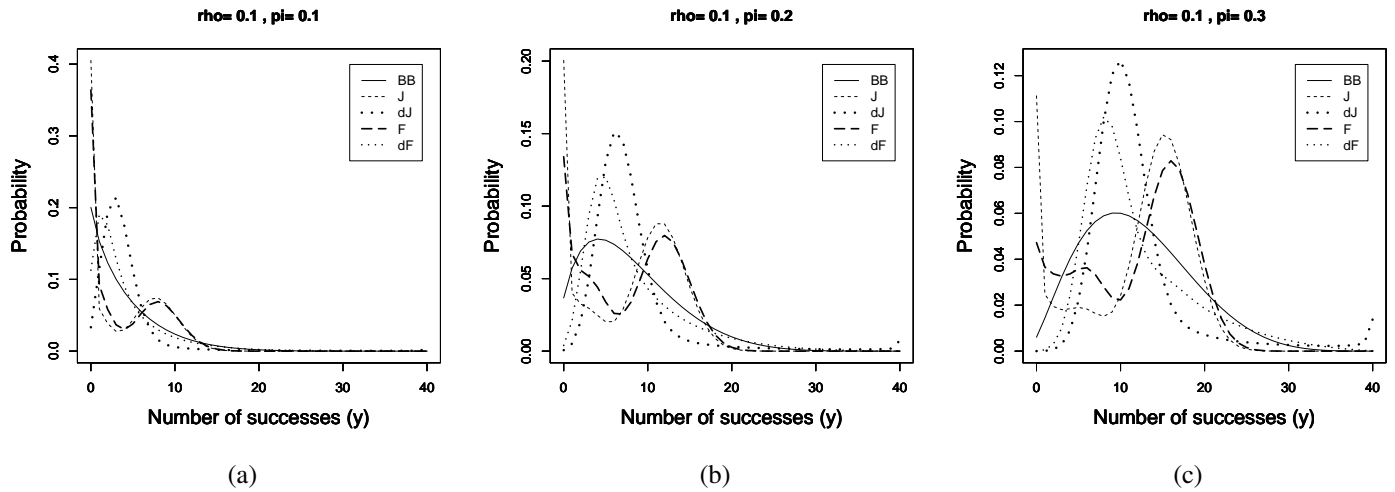 rho= 0.1 , pi= 0.1
Probability
0.4
0.3
0.2
0.1
0.0
BB
J
dJ
F
dF
0 10 20 30 40
Number of successes (y)
(a)
rho= 0.1 , pi= 0.2
Probability
0.20
0.15
0.10
0.05
0.00
BB
J
dJ
F
dF
0 10 20 30 40
Number of successes (y)
(b)
rho= 0.1 , pi= 0.3
Probability
0.12
0.10
0.08
0.06
0.04
0.02
0.00
BB
J
dJ
F
dF
0 10 20 30 40
Number of successes (y)
(c)